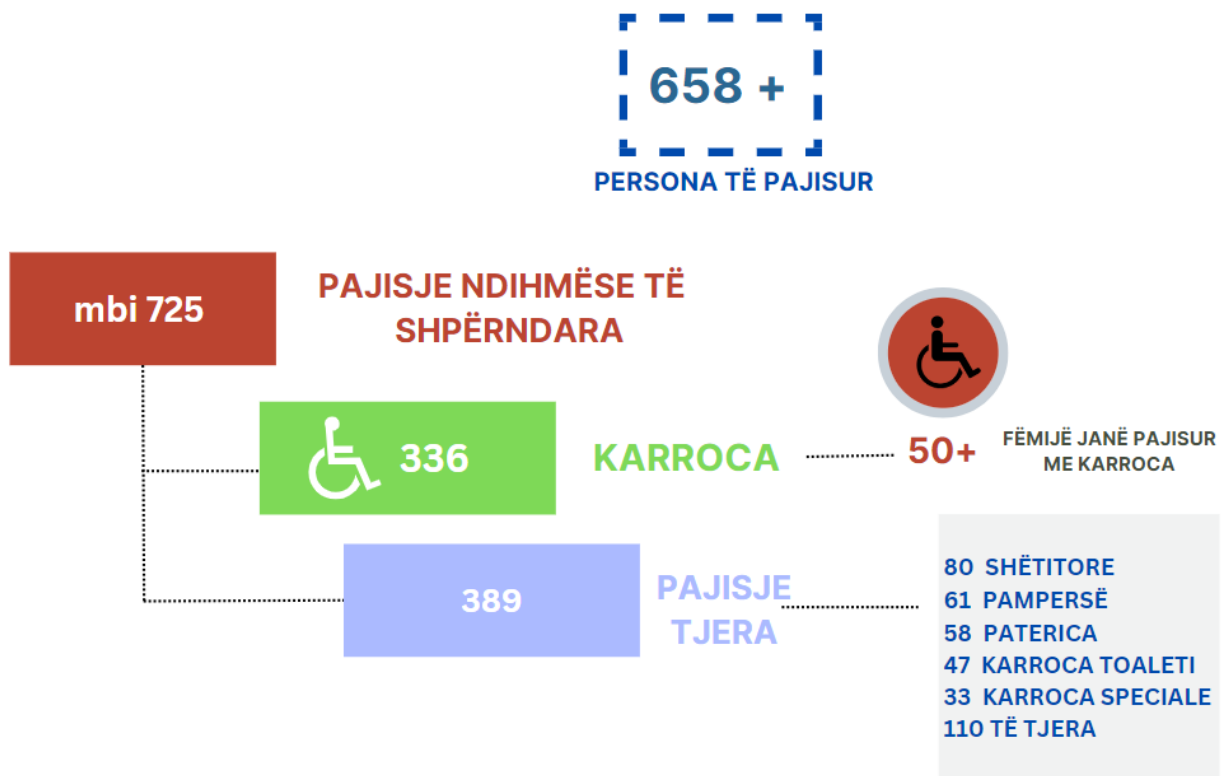 658 +
PERSONA TË PAJISUR
mbi 725
PAJISJE NDIHMËSE TË
SHPËRNDARA
336
KARROCA
50+
FËMIJË JANË PAJISUR
ME KARROCA
389
PAJISJE
TJERA
80 SHËTITORE
61 PAMPERSË
58 PATERICA
47 KARROCA TOALETI
33 KARROCA SPECIALE
110 TË TJERA